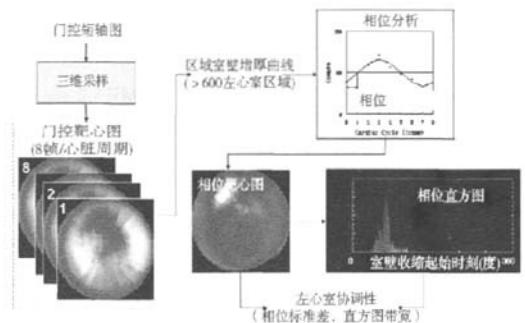 门控短轴图
三维采样
门控靶心图
(8帧/心脏周期)
8
2
1
区域室壁增厚曲线
(>600左心室区域)
相位分析
相位
Cardiac Cycle
相位靶心图
相位直方图
0
360
室壁收缩起始时刻(度)
左心室协调性
(相位标准差、直方图带宽)